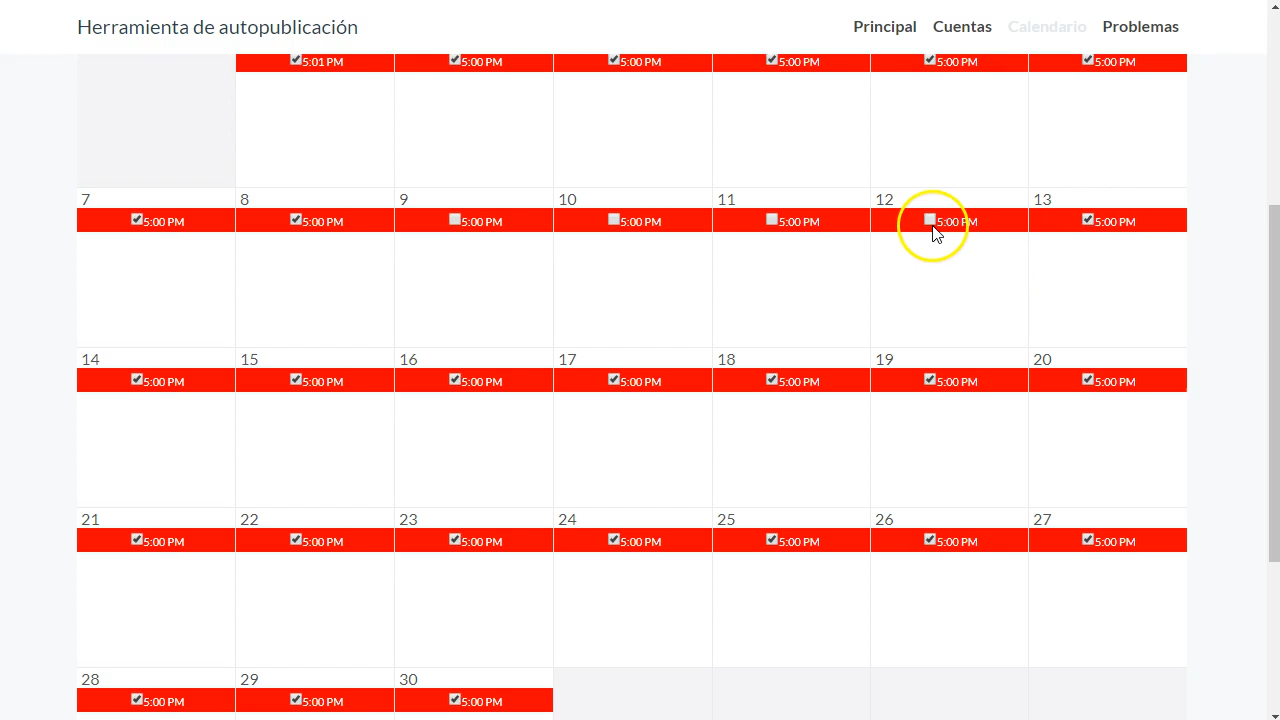 Herramienta de autopublicación
Principal Cuentas Calendario Problemas
5:01 PM 5:00 PM 5:00 PM 5:00 PM 5:00 PM 5:00 PM
7 8 9 10 11 12 13
5:00 PM 5:00 PM 5:00 PM 5:00 PM 5:00 PM 5:00 PM 5:00 PM
14 15 16 17 18 19 20
5:00 PM 5:00 PM 5:00 PM 5:00 PM 5:00 PM 5:00 PM 5:00 PM
21 22 23 24 25 26 27
5:00 PM 5:00 PM 5:00 PM 5:00 PM 5:00 PM 5:00 PM 5:00 PM
28 29 30
5:00 PM 5:00 PM 5:00 PM